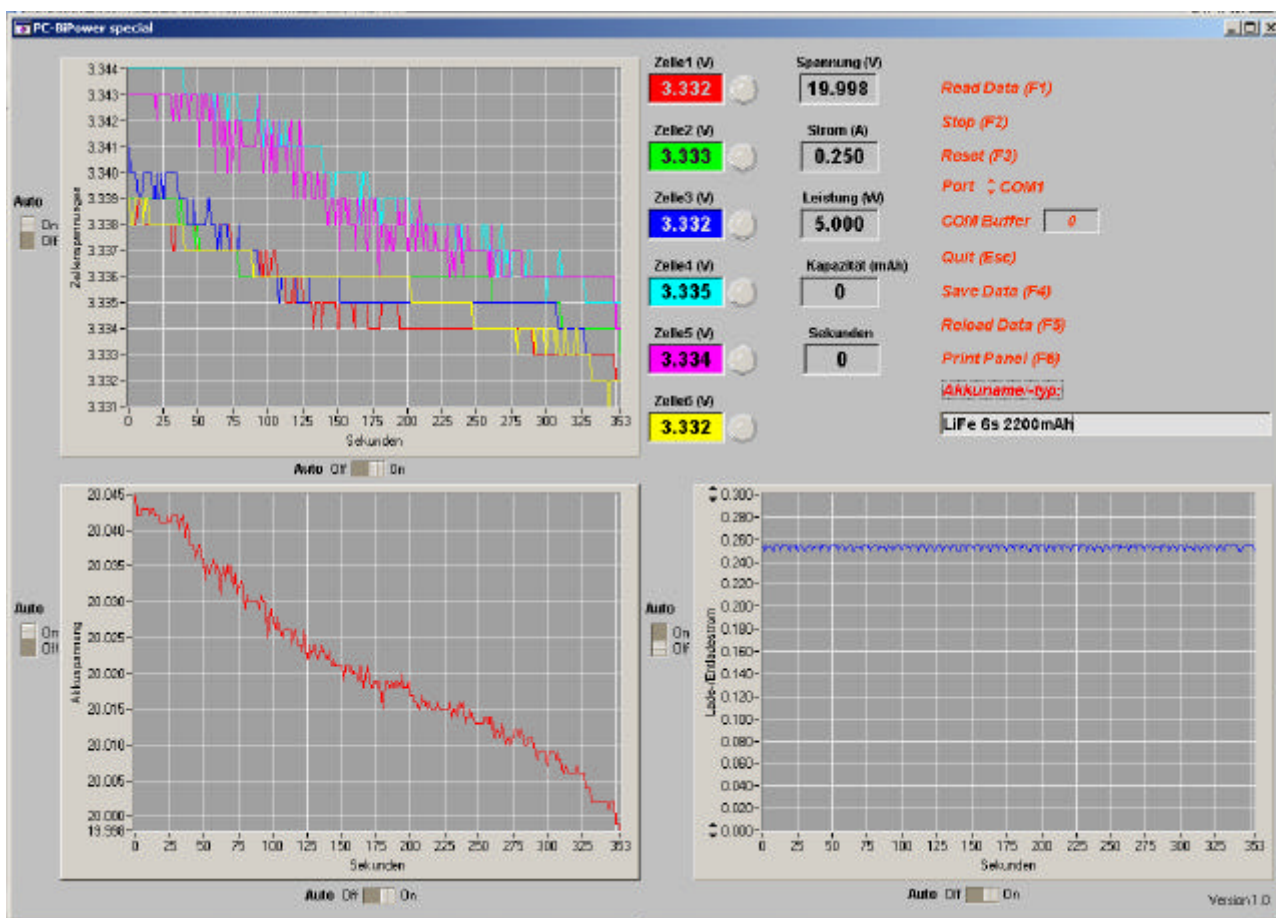 PC-BiPower special
3.344
3.343
3.342
3.341
3.340
3.339
3.338
3.337
3.336
3.335
3.334
3.333
3.332
3.331
Zellenspannungen
0 25 50 75 100 125 150 175 200 225 250 275 300 325 353
Sekunden
Auto
On
Off
Auto Off On
Zelle1 (V)
3.332
Zelle2 (V)
3.333
Zelle3 (V)
3.332
Zelle4 (V)
3.335
Zelle5 (V)
3.334
Zelle6 (V)
3.332
Spannung (V)
19.998
Strom (A)
0.250
Leistung (W)
5.000
Kapazität (mAh)
0
Sekunden
0
Read Data (F1)
Stop (F2)
Reset (F3)
Port COM1
COM Buffer 0
Quit (Esc)
Save Data (F4)
Reload Data (F5)
Print Panel (F6)
Akkuname/-typ:
LiFe 6s 2200mAh
20.045
20.040
20.035
20.030
20.025
20.020
20.015
20.010
20.005
20.000
19.998
Akkuspannung
0 25 50 75 100 125 150 175 200 225 250 275 300 325 353
Sekunden
Auto
On
Off
Auto Off On
0.300
0.280
0.260
0.240
0.220
0.200
0.180
0.160
0.140
0.120
0.100
0.080
0.060
0.040
0.020
0.000
Lade-/Entladestrom
0 25 50 75 100 125 150 175 200 225 250 275 300 325 353
Sekunden
Auto
On
Off
Auto Off On
Version 1.0